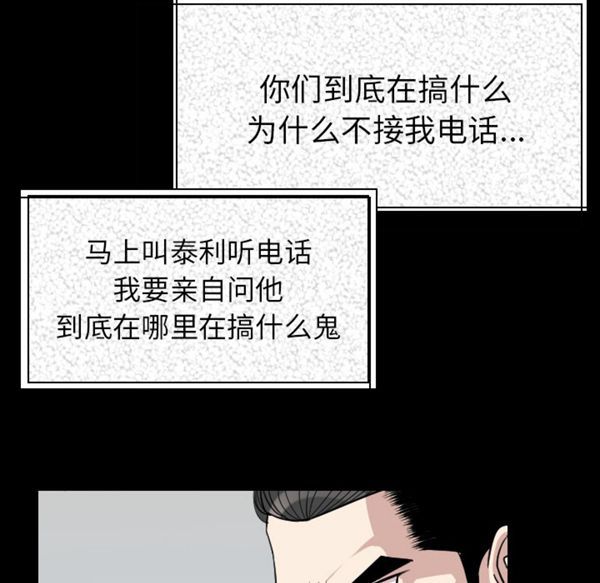 你们到底在搞什么
为什么不接我电话...
马上叫泰利听电话
我要亲自问他
到底在哪里在搞什么鬼